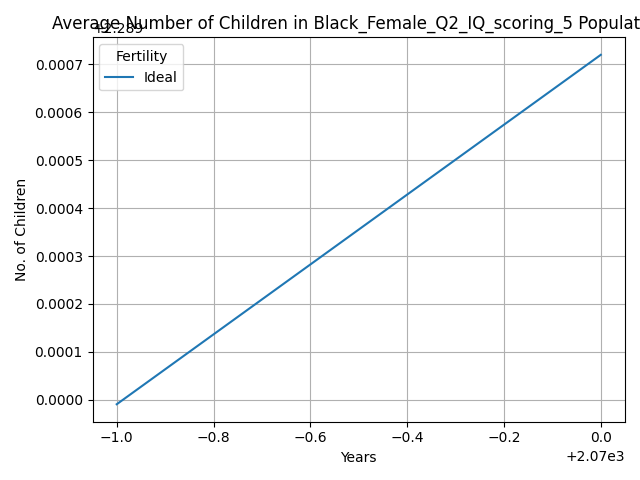 Average Number of Children in Black_Female_Q2_IQ_scoring_5 Populat
Fertility
Ideal
0.0007
0.0006
0.0005
0.0004
0.0003
0.0002
0.0001
0.0000
No. of Children
−1.0 −0.8 −0.6 −0.4 −0.2 0.0
Years
+2.07e3